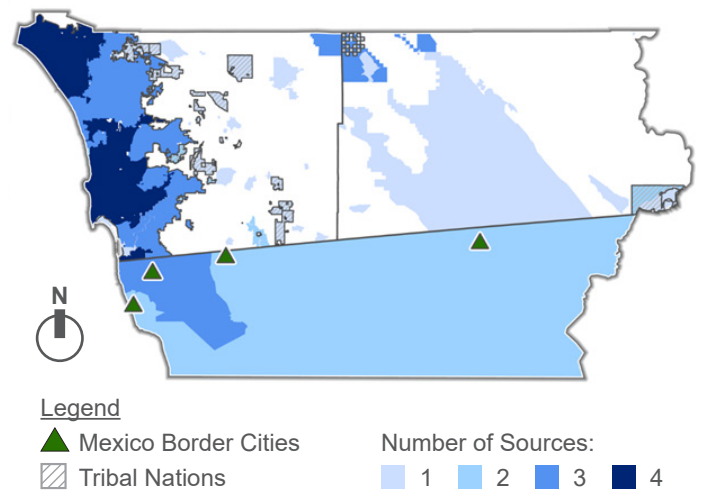 N
Legend
Mexico Border Cities
Number of Sources:
Tribal Nations
1 2 3 4